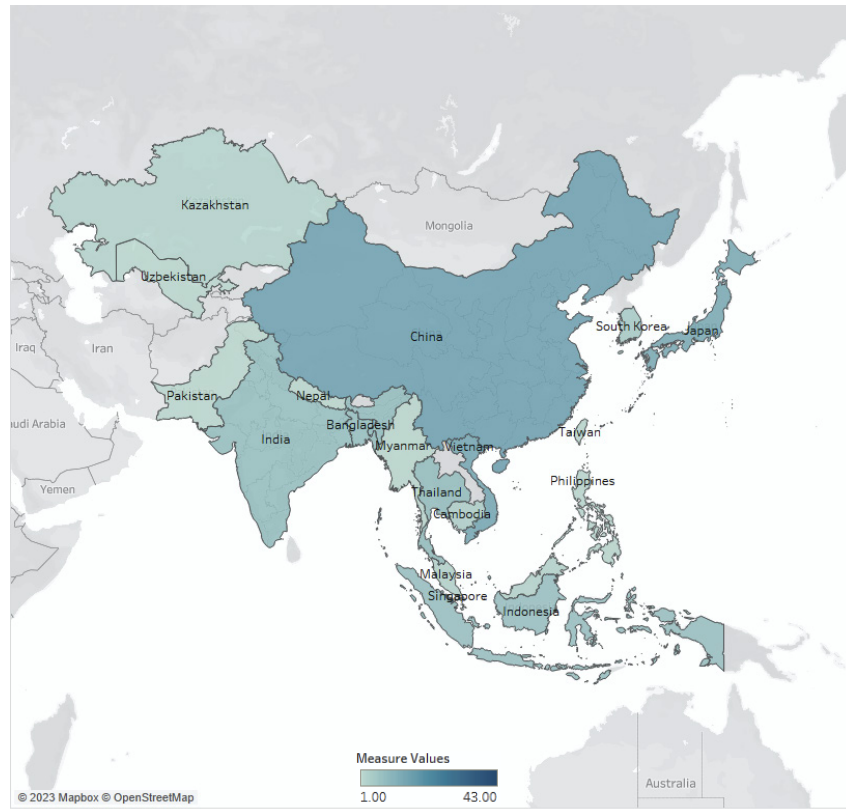 Kazakhstan
Mongolia
Uzbekistan
China
South Korea
Japan
Iraq
Iran
Pakistan
Nepal
audi Arabia
Bangladesh
India
Myanmar
Vietnam
Taiwan
Yemen
Thailand
Philippines
Cambodia
Malaysia
Singapore
Indonesia
Measure Values
1.00
43.00
Australia
© 2023 Mapbox © OpenStreetMap